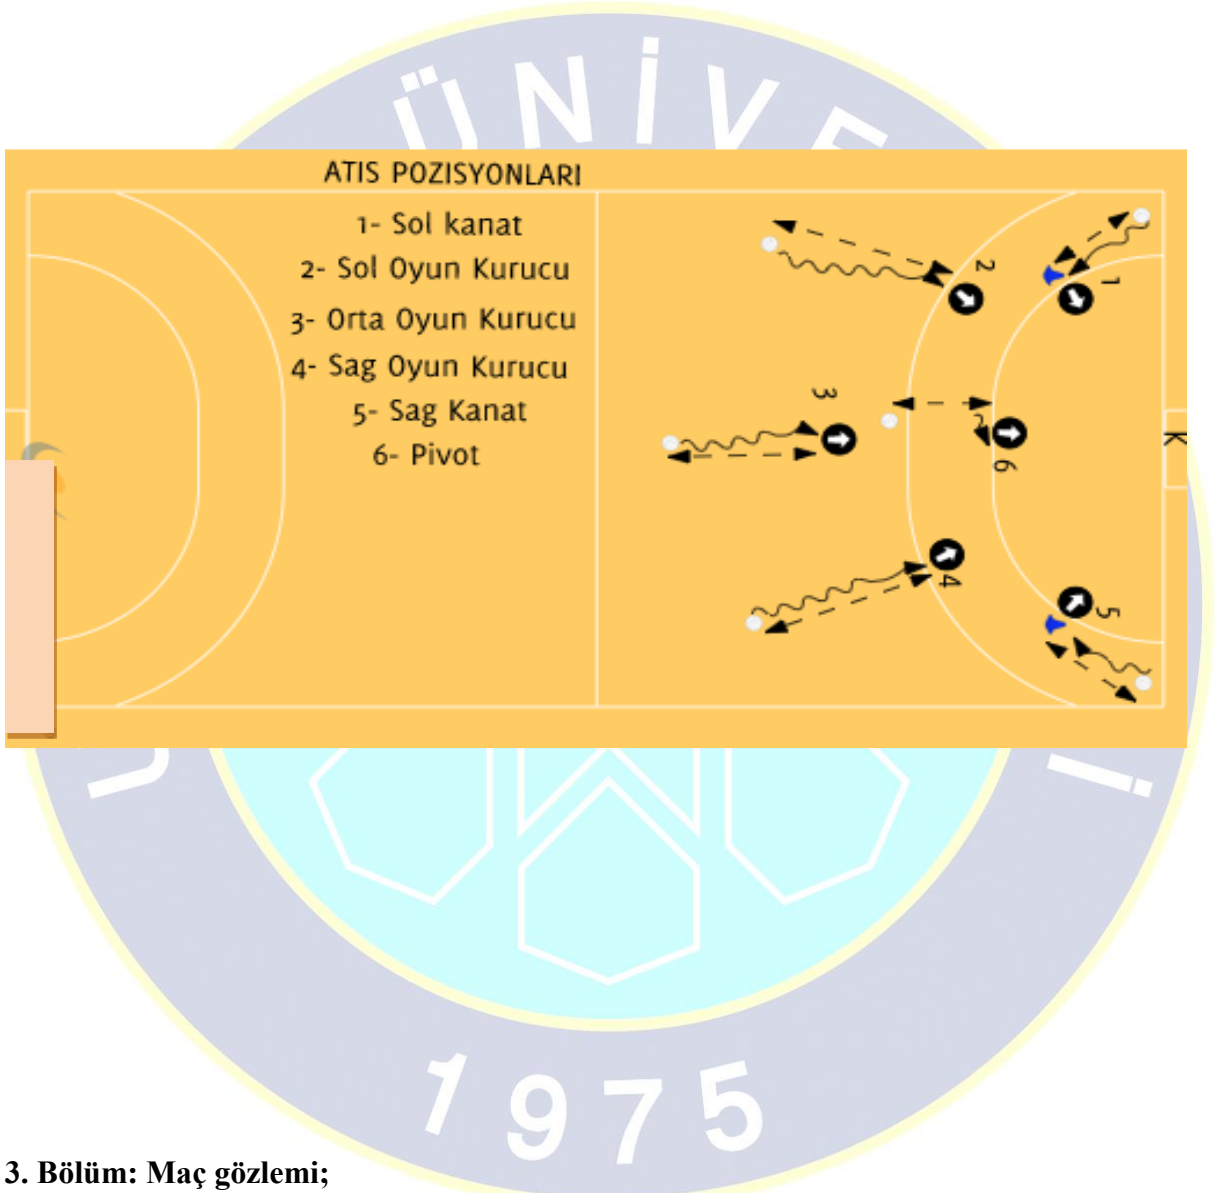 ÜNİVE
ATIS POZISYONLARI
1- Sol kanat
2- Sol Oyun Kurucu
3- Orta Oyun Kurucu
4- Sag Oyun Kurucu
5- Sag Kanat
6- Pivot
2
1
3
6
K
4
5
U
İ
1975
3. Bölüm: Maç gözlemi;